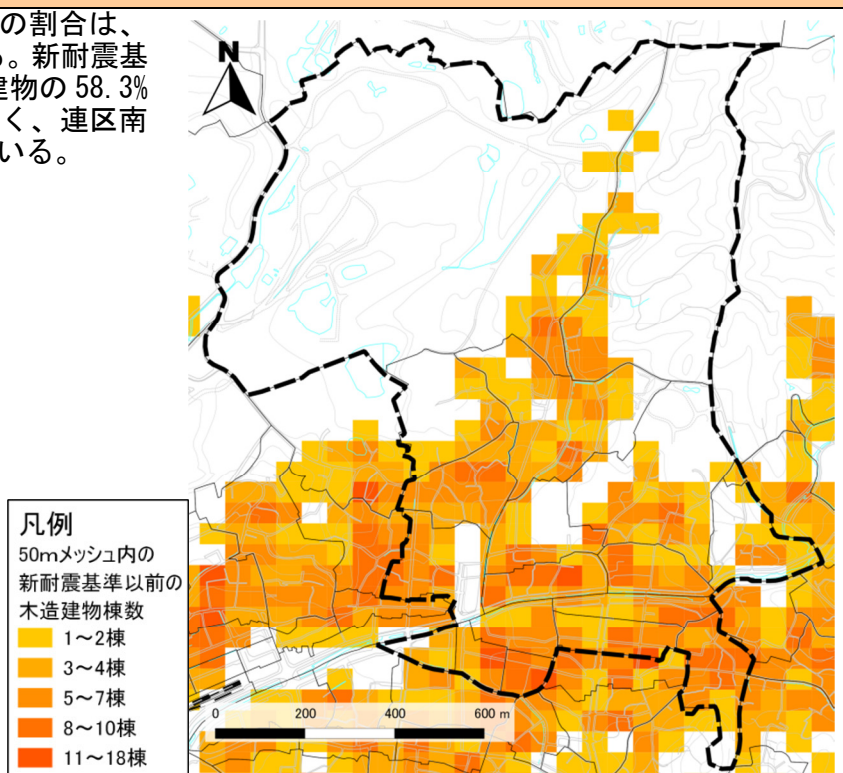 の割合は、
。新耐震基
建物の 58.3%
く、連区南
いる。
N
凡例
50mメッシュ内の
新耐震基準以前の
木造建物棟数
1～2棟
3～4棟
5～7棟
8～10棟
11～18棟
0 200 400 600 m